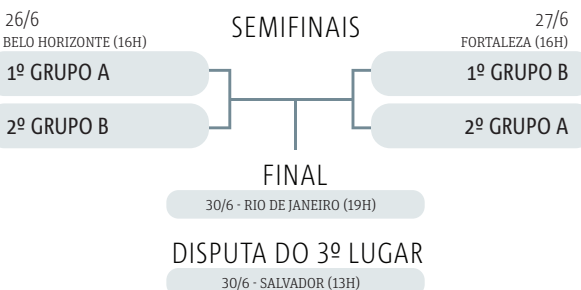 26/6
BELO HORIZONTE (16H)
SEMIFINAIS
27/6
FORTALEZA (16H)
1º GRUPO A
1º GRUPO B
2º GRUPO B
2º GRUPO A
FINAL
30/6 - RIO DE JANEIRO (19H)
DISPUTA DO 3º LUGAR
30/6 - SALVADOR (13H)